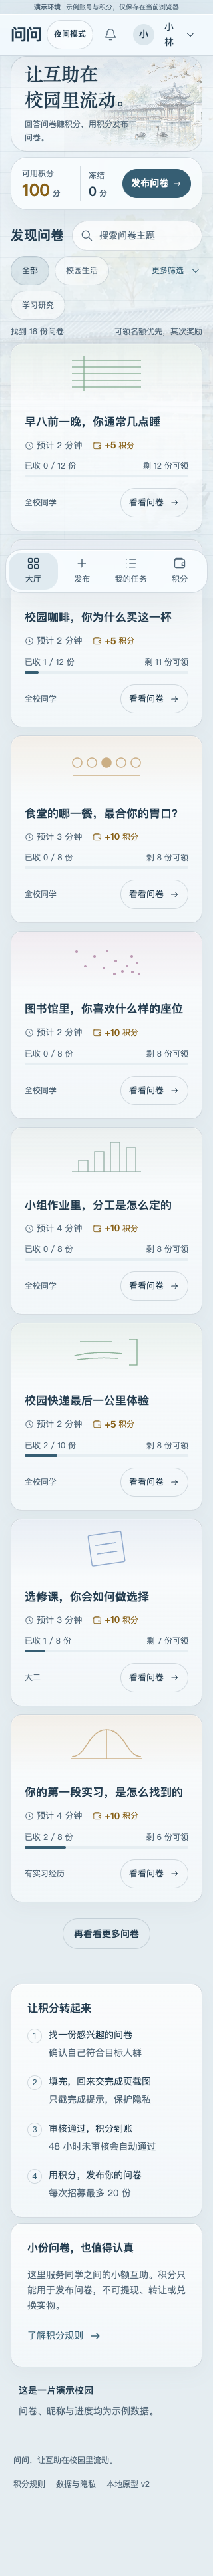 演示环境 示例账号与积分，仅保存在当前浏览器
问问 夜间模式 小 小林
让互助在
校园里流动。
回答问卷赚积分，用积分发布
问卷。
可用积分 冻结
100 分 0 分 发布问卷 →
发现问卷 搜索问卷主题
全部 校园生活 更多筛选
学习研究
找到 16 份问卷 可领名额优先，其次奖励
早八前一晚，你通常几点睡
预计 2 分钟 +5 积分
已收 0 / 12 份 剩 12 份可领
全校同学 看看问卷 →
大厅 发布 我的任务 积分
校园咖啡，你为什么买这一杯
预计 2 分钟 +5 积分
已收 1 / 12 份 剩 11 份可领
全校同学 看看问卷 →
食堂的哪一餐，最合你的胃口？
预计 3 分钟 +10 积分
已收 0 / 8 份 剩 8 份可领
全校同学 看看问卷 →
图书馆里，你喜欢什么样的座位
预计 2 分钟 +10 积分
已收 0 / 8 份 剩 8 份可领
全校同学 看看问卷 →
小组作业里，分工是怎么定的
预计 4 分钟 +10 积分
已收 0 / 8 份 剩 8 份可领
全校同学 看看问卷 →
校园快递最后一公里体验
预计 2 分钟 +5 积分
已收 2 / 10 份 剩 8 份可领
全校同学 看看问卷 →
选修课，你会如何做选择
预计 3 分钟 +10 积分
已收 1 / 8 份 剩 7 份可领
大二 看看问卷 →
你的第一段实习，是怎么找到的
预计 4 分钟 +10 积分
已收 2 / 8 份 剩 6 份可领
有实习经历 看看问卷 →
再看看更多问卷
让积分转起来
1 找一份感兴趣的问卷
确认自己符合目标人群
2 填完，回来交完成页截图
只截完成提示，保护隐私
3 审核通过，积分到账
48 小时未审核会自动通过
4 用积分，发布你的问卷
每次招募最多 20 份
小份问卷，也值得认真
这里服务同学之间的小额互助。积分只
能用于发布问卷，不可提现、转让或兑
换实物。
了解积分规则 →
这是一片演示校园
问卷、昵称与进度均为示例数据。
问问，让互助在校园里流动。
积分规则 数据与隐私 本地原型 v2